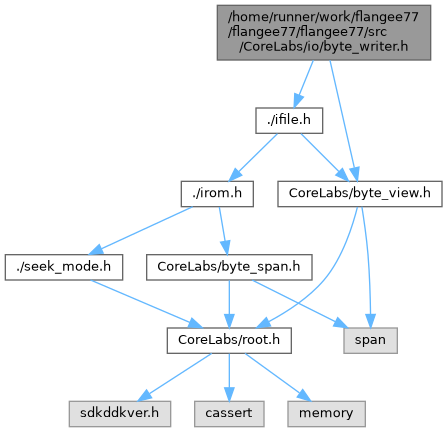 /home/runner/work/flangee77
/flangee77/flangee77/src
/CoreLabs/io/byte_writer.h
./ifile.h
./irom.h
CoreLabs/byte_view.h
./seek_mode.h
CoreLabs/byte_span.h
CoreLabs/root.h
span
sdkddkver.h
cassert
memory